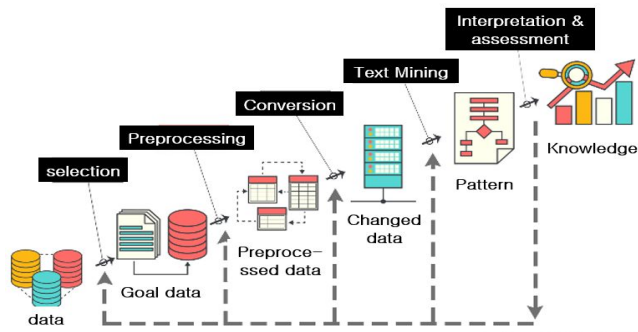 Interpretation &
assessment
Text Mining
Conversion
Preprocessing
selection
Knowledge
Pattern
Changed
data
Preproce-
ssed data
Goal data
data